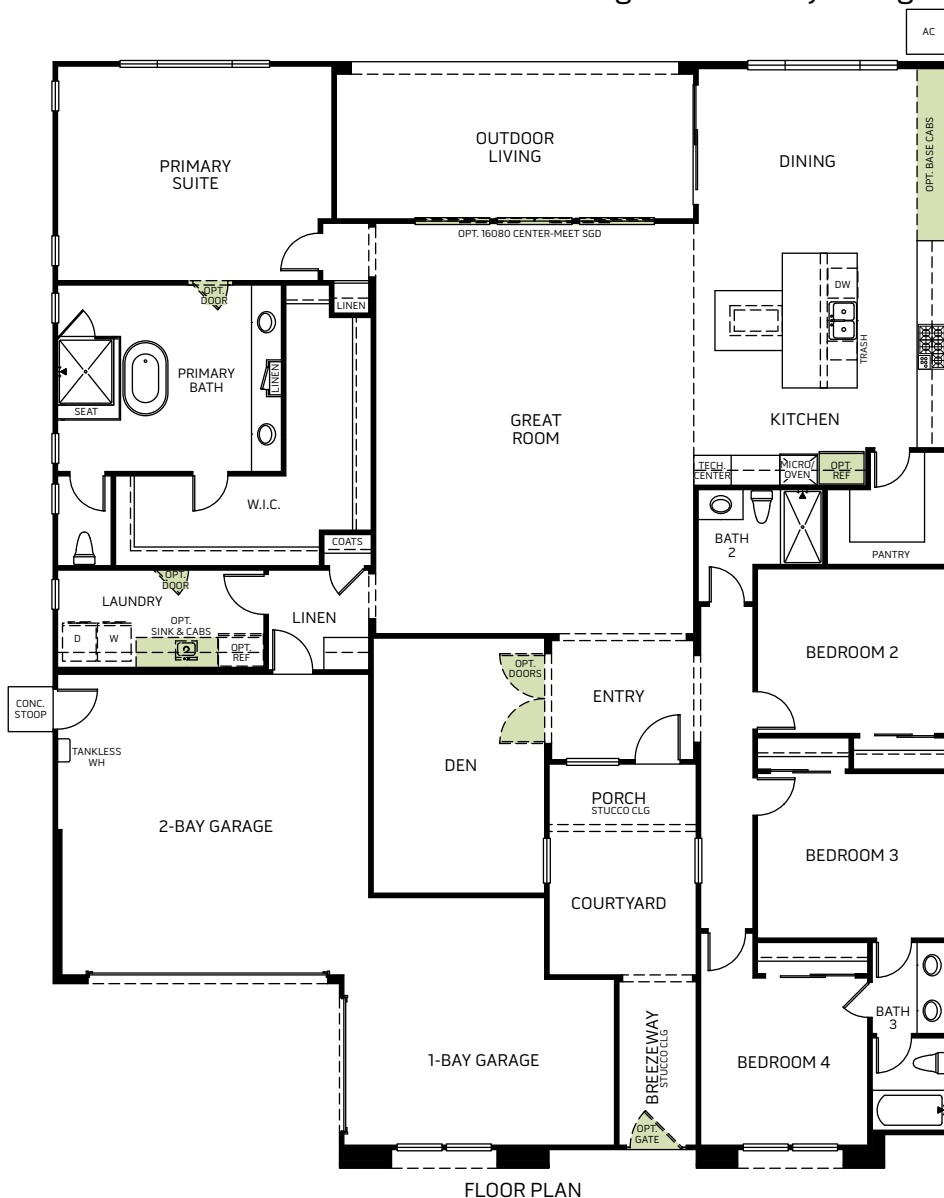 AC
OUTDOOR
LIVING
PRIMARY
SUITE
DINING
OPT. BASE CABS
OPT. 16080 CENTER-MEET SGD
OPT.
DOOR
LINEN
DW
TRASH
PRIMARY
BATH
LINEN
SEAT
GREAT
ROOM
KITCHEN
TECH.
CENTER
MICRO/
OVEN
OPT.
REF
W.I.C.
COATS
BATH
2
PANTRY
OPT.
DOOR
LAUNDRY
OPT.
SINK & CABS
LINEN
D
W
OPT.
REF
BEDROOM 2
OPT.
DOORS
ENTRY
CONC.
STOOP
TANKLESS
WH
DEN
PORCH
STUCCO CLG
2-BAY GARAGE
BEDROOM 3
COURTYARD
BATH
3
BREEZEWAY
STUCCO CLG
1-BAY GARAGE
BEDROOM 4
OPT.
GATE
FLOOR PLAN